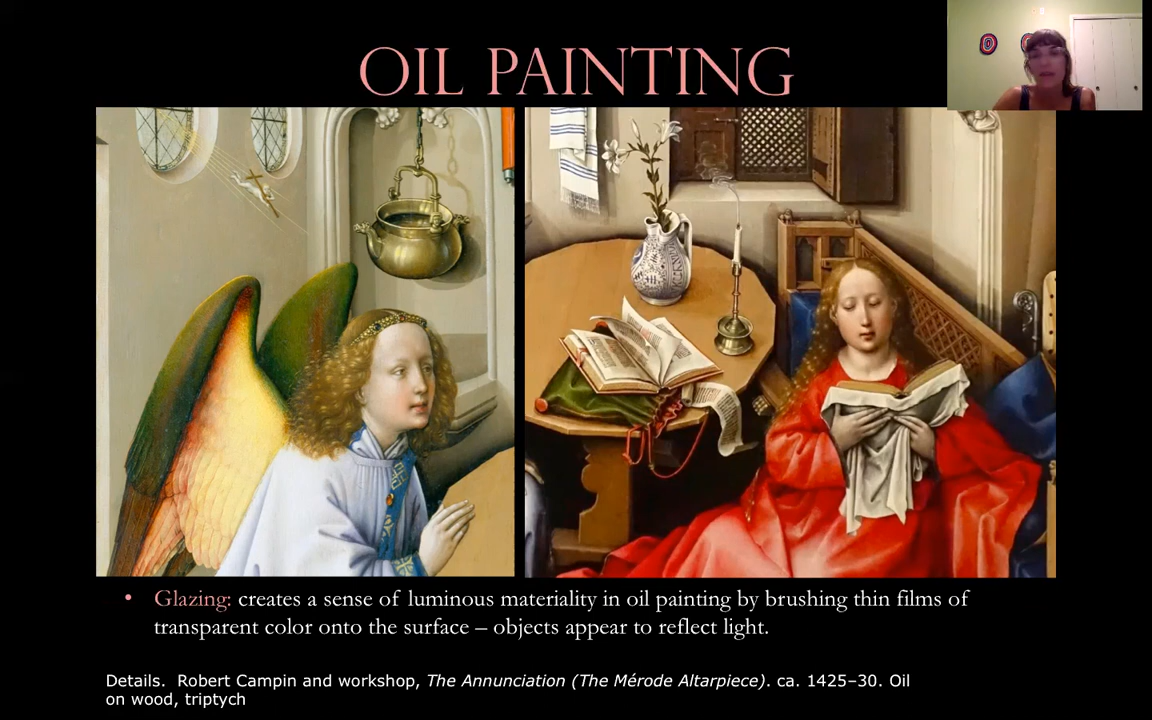 OIL PAINTING
• Glazing: creates a sense of luminous materiality in oil painting by brushing thin films of
transparent color onto the surface – objects appear to reflect light.
Details.  Robert Campin and workshop, The Annunciation (The Mérode Altarpiece). ca. 1425–30. Oil
on wood, triptych